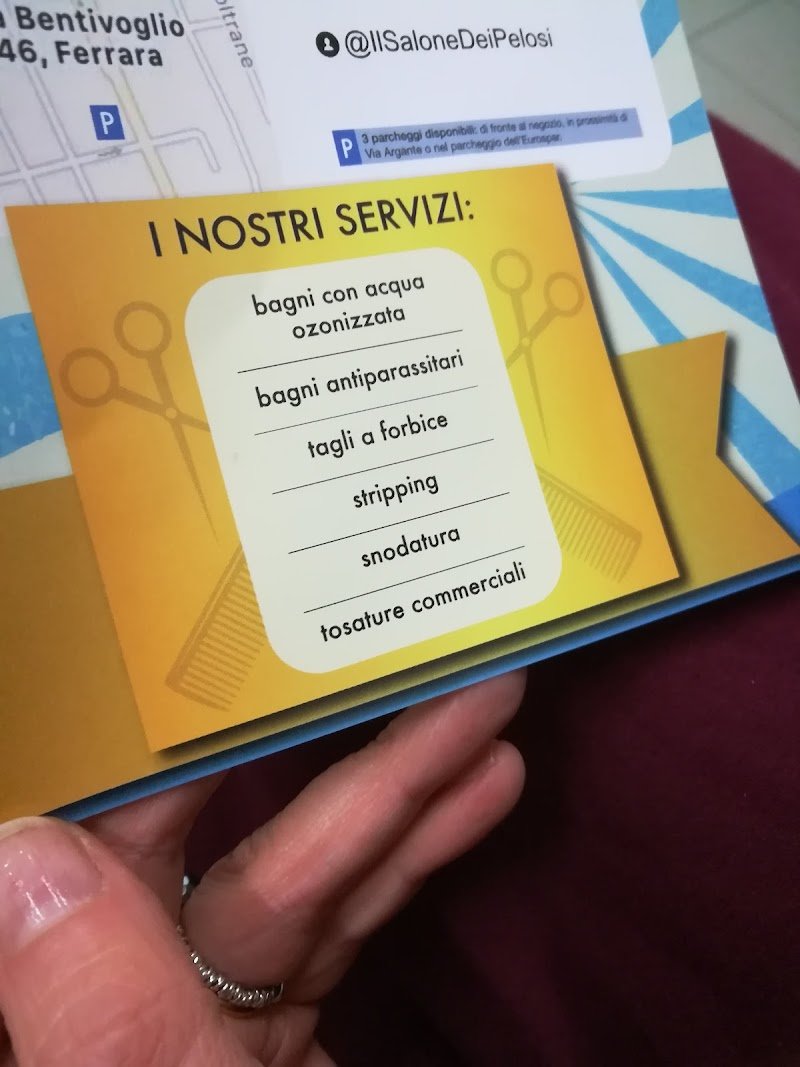 Bentivoglio
46, Ferrara
oltrane
P
@IlSaloneDeiPelosi
P
3 parcheggi disponibili: di fronte al negozio, in prossimità di
Via Argante o nel parcheggio dell'Eurospar.
I NOSTRI SERVIZI:
bagni con acqua
ozonizzata
bagni antiparassitari
tagli a forbice
stripping
snodatura
tosature commerciali